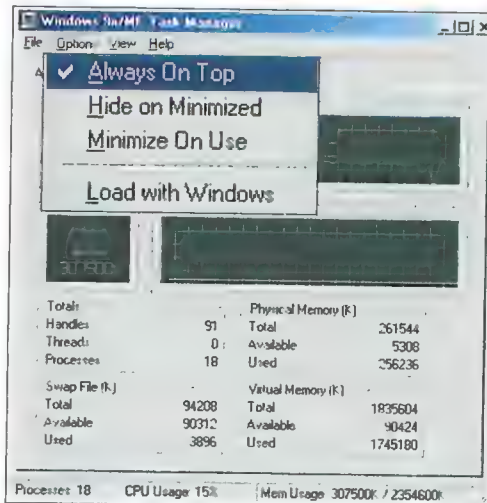 Windows 9x/ME Task Manager
File Option View Help
Always On Top
Hide on Minimized
Minimize On Use
Load with Windows
307500
Totals
Handles 91
Threads 0
Processes 18
Physical Memory (K)
Total 261544
Available 5308
Used 256236
Swap File (K)
Total 94208
Available 90312
Used 3896
Virtual Memory (K)
Total 1835604
Available 90424
Used 1745180
Processes 18 CPU Usage 15% Mem Usage 307500K / 2354600K